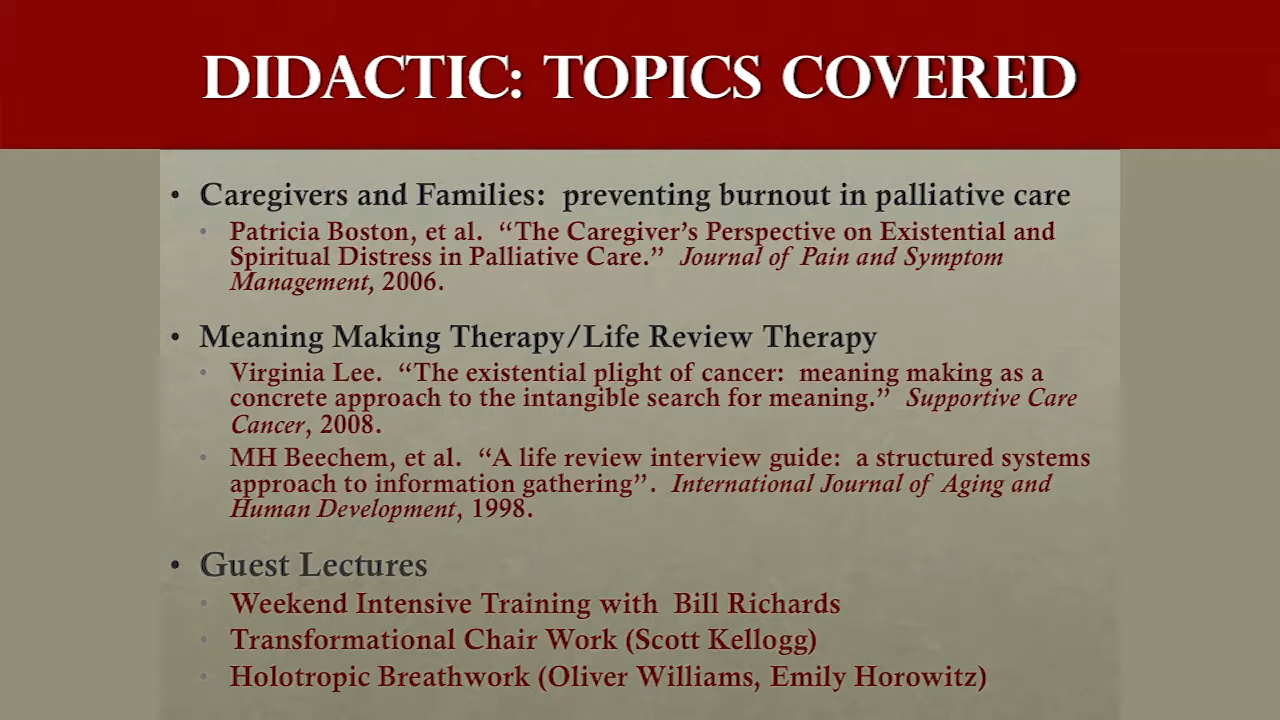 DIDACTIC: TOPICS COVERED
• Caregivers and Families:  preventing burnout in palliative care
• Patricia Boston, et al.  “The Caregiver’s Perspective on Existential and
Spiritual Distress in Palliative Care.”  Journal of Pain and Symptom
Management, 2006.
• Meaning Making Therapy/Life Review Therapy
• Virginia Lee.  “The existential plight of cancer:  meaning making as a
concrete approach to the intangible search for meaning.”  Supportive Care
Cancer, 2008.
• MH Beechem, et al.  “A life review interview guide:  a structured systems
approach to information gathering”.  International Journal of Aging and
Human Development, 1998.
• Guest Lectures
• Weekend Intensive Training with  Bill Richards
• Transformational Chair Work (Scott Kellogg)
• Holotropic Breathwork (Oliver Williams, Emily Horowitz)